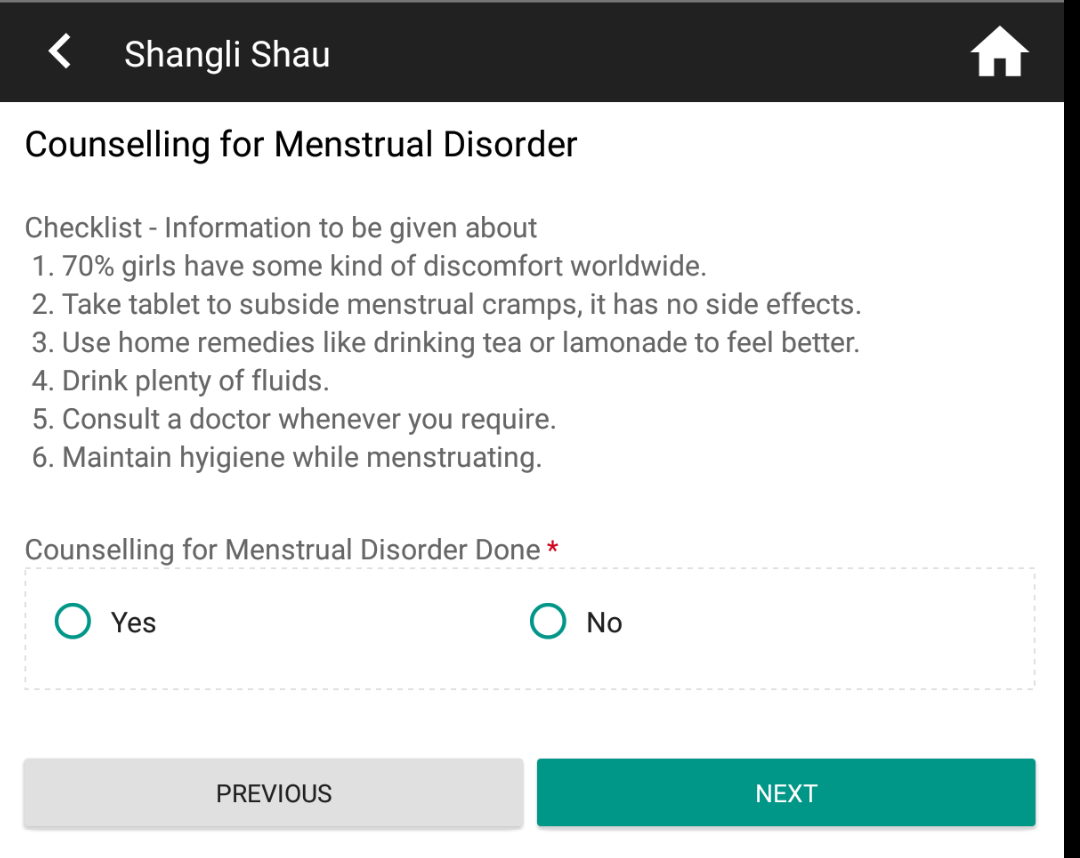 Shangli Shau
Counselling for Menstrual Disorder
Checklist - Information to be given about
1. 70% girls have some kind of discomfort worldwide.
2. Take tablet to subside menstrual cramps, it has no side effects.
3. Use home remedies like drinking tea or lamonade to feel better.
4. Drink plenty of fluids.
5. Consult a doctor whenever you require.
6. Maintain hyigiene while menstruating.
Counselling for Menstrual Disorder Done *
Yes No
PREVIOUS NEXT